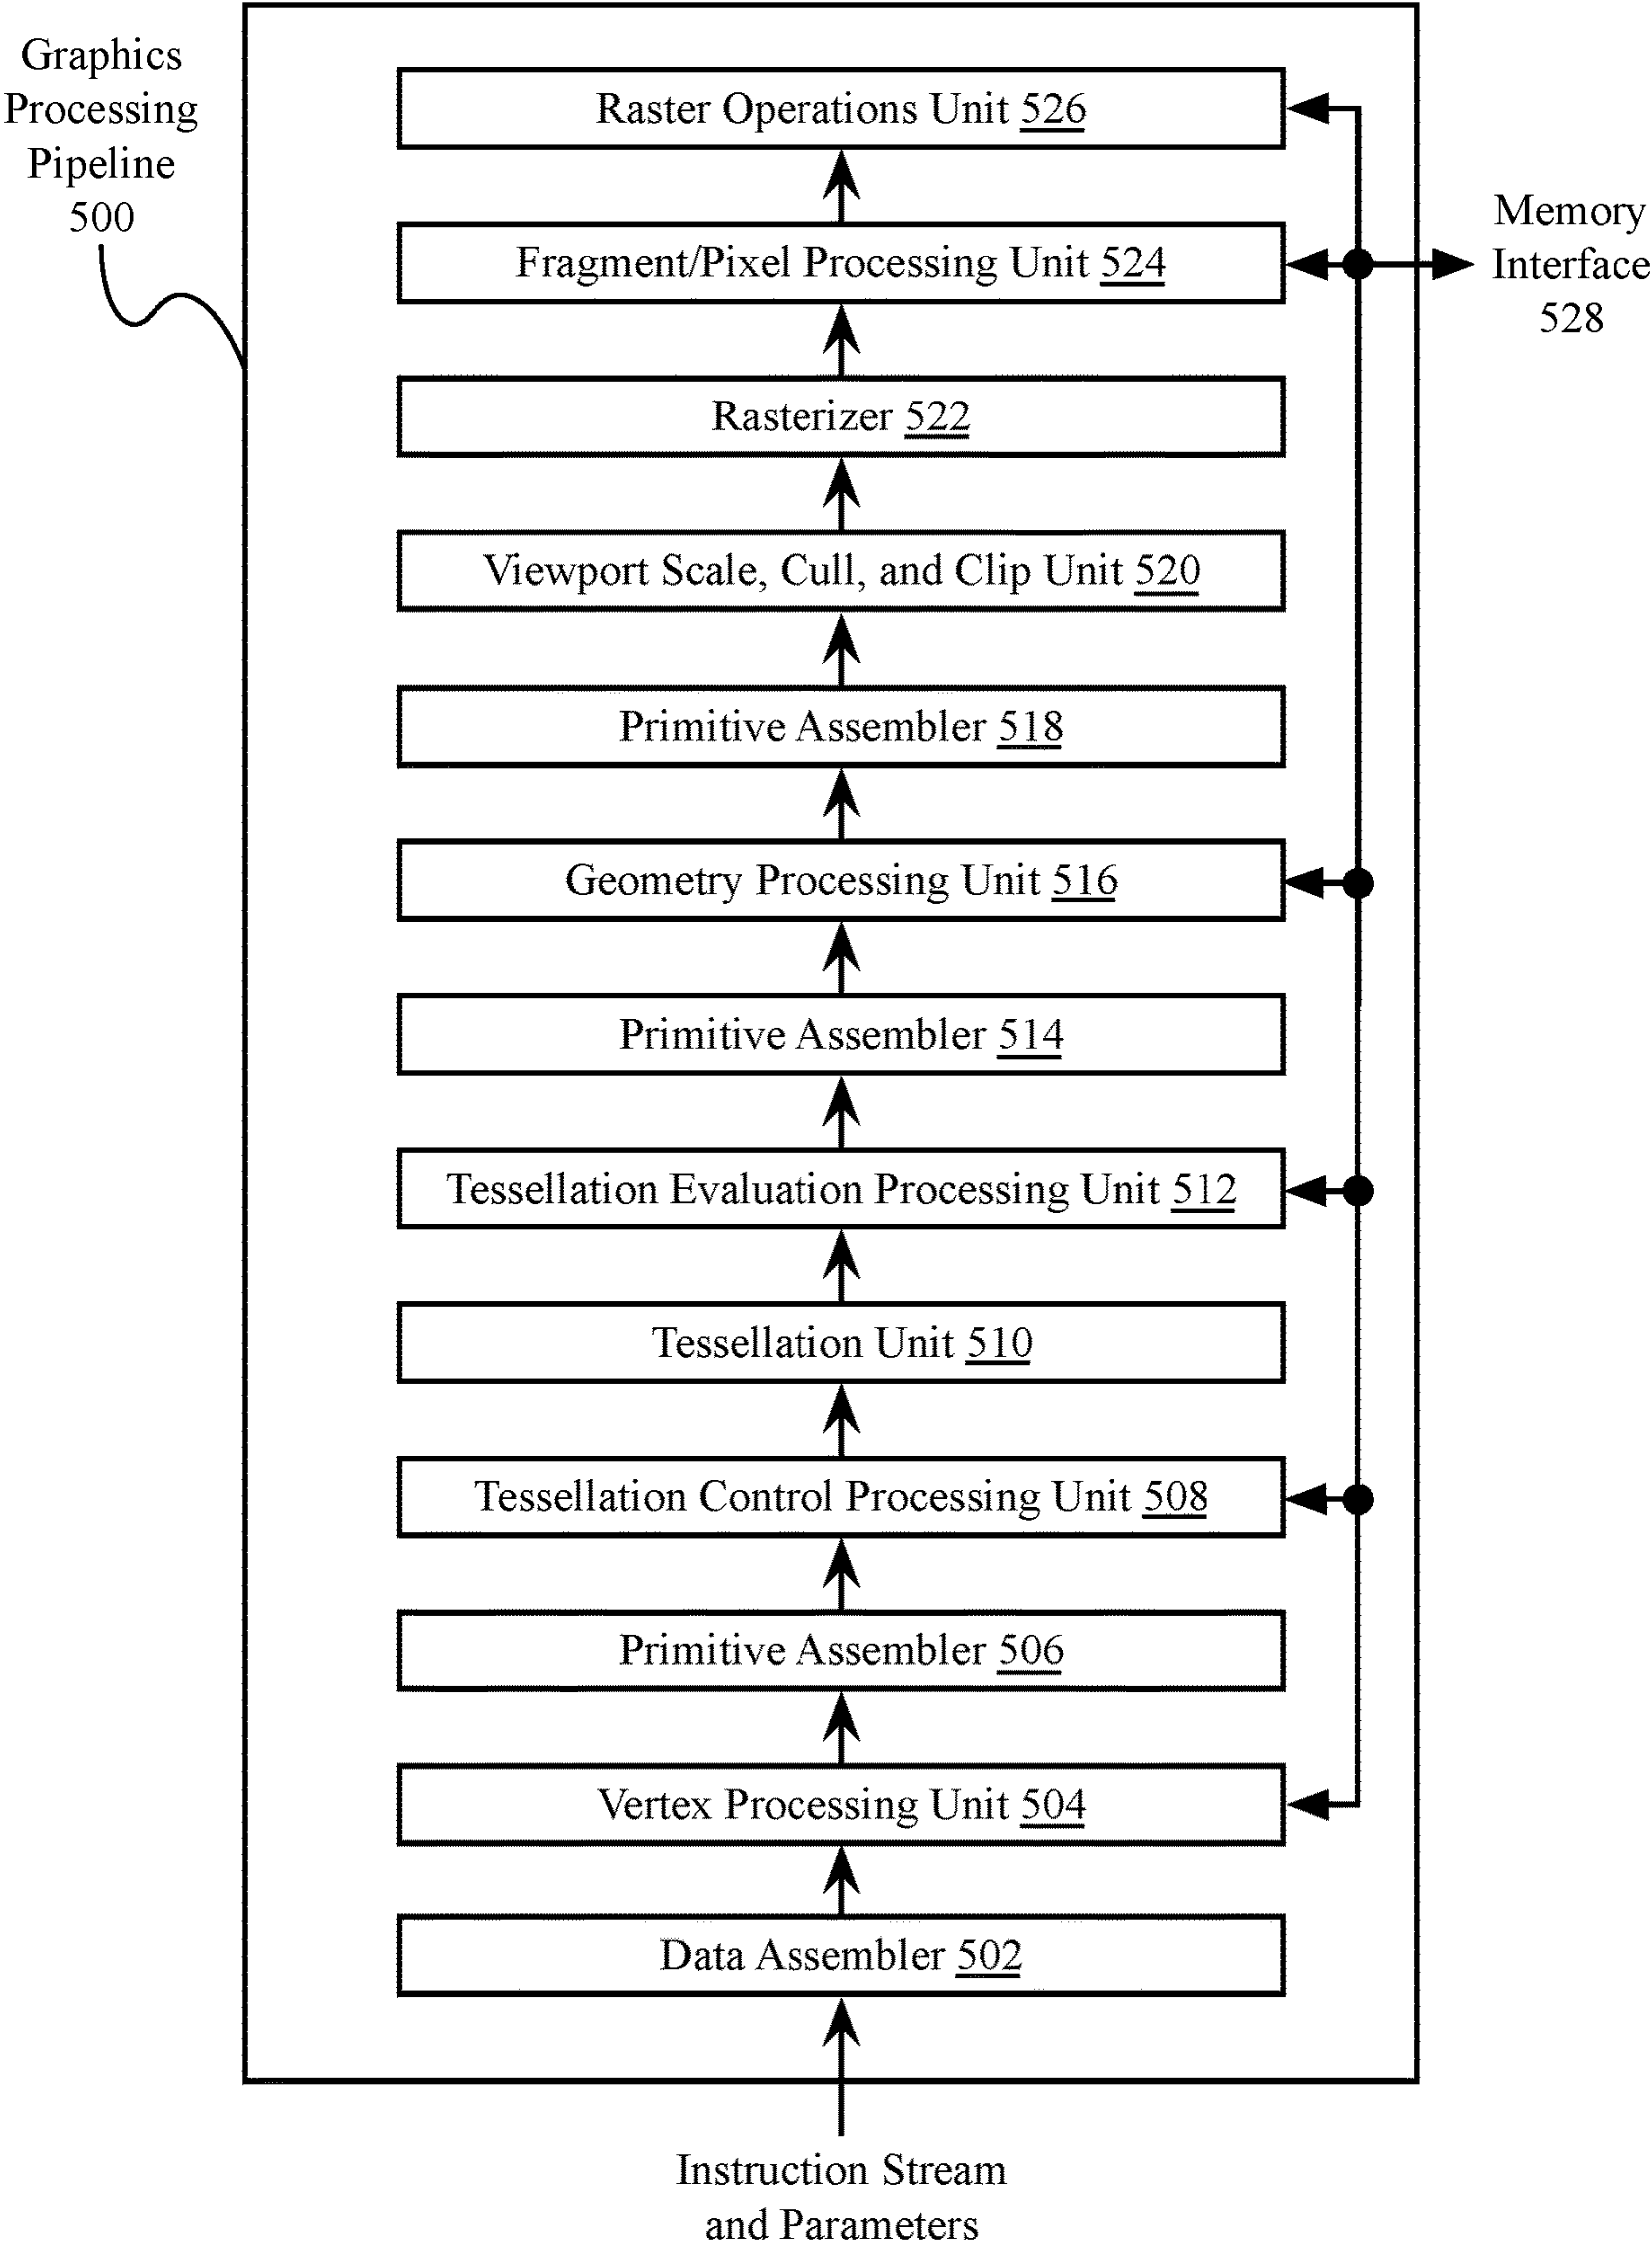 Graphics
Processing
Pipeline
500
Raster Operations Unit 526
Fragment/Pixel Processing Unit 524
Memory
Interface
528
Rasterizer 522
Viewport Scale, Cull, and Clip Unit 520
Primitive Assembler 518
Geometry Processing Unit 516
Primitive Assembler 514
Tessellation Evaluation Processing Unit 512
Tessellation Unit 510
Tessellation Control Processing Unit 508
Primitive Assembler 506
Vertex Processing Unit 504
Data Assembler 502
Instruction Stream
and Parameters